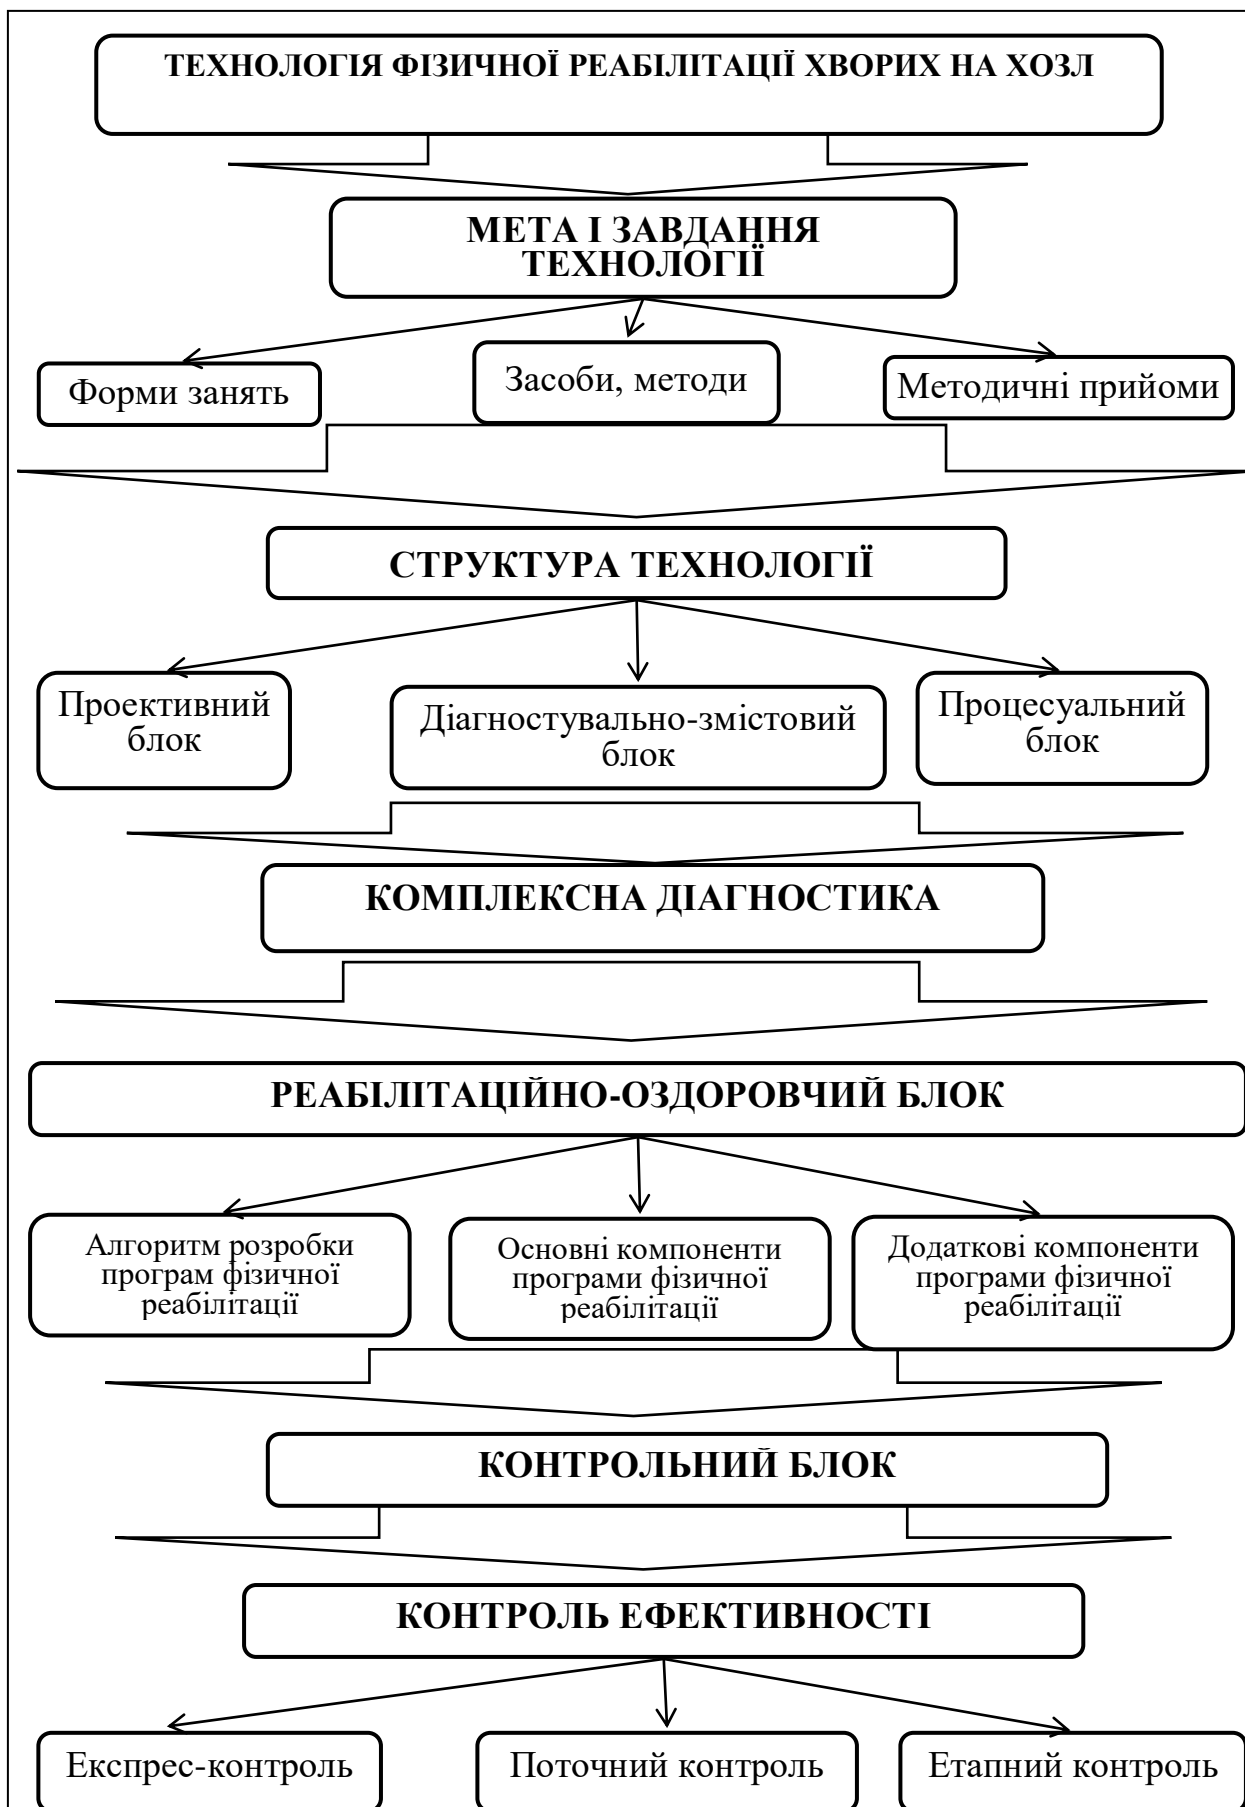 ТЕХНОЛОГІЯ ФІЗИЧНОЇ РЕАБІЛІТАЦІЇ ХВОРИХ НА ХОЗЛ
МЕТА І ЗАВДАННЯ
ТЕХНОЛОГІЇ
Форми занять
Засоби, методи
Методичні прийоми
СТРУКТУРА ТЕХНОЛОГІЇ
Проективний
блок
Діагностувально-змістовий
блок
Процесуальний
блок
КОМПЛЕКСНА ДІАГНОСТИКА
РЕАБІЛІТАЦІЙНО-ОЗДОРОВЧИЙ БЛОК
Алгоритм розробки
програм фізичної
реабілітації
Основні компоненти
програми фізичної
реабілітації
Додаткові компоненти
програми фізичної
реабілітації
КОНТРОЛЬНИЙ БЛОК
КОНТРОЛЬ ЕФЕКТИВНОСТІ
Експрес-контроль
Поточний контроль
Етапний контроль